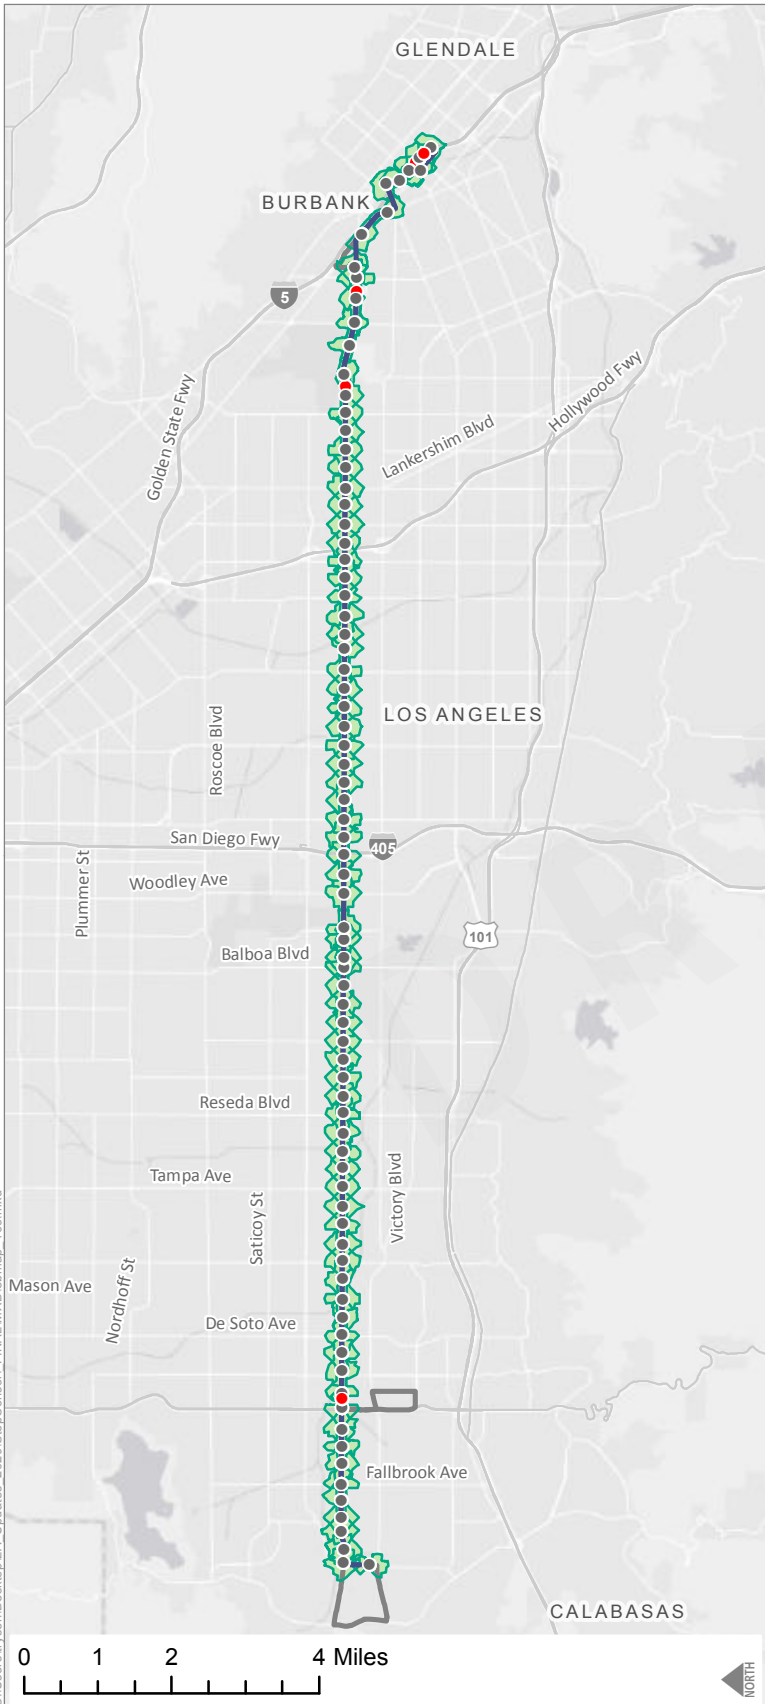 GLENDALE
BURBANK
5
Golden State Fwy
Hollywood Fwy
Lankershim Blvd
LOS ANGELES
Roscoe Blvd
San Diego Fwy
405
Plummer St
Woodley Ave
101
Balboa Blvd
Reseda Blvd
Tampa Ave
Victory Blvd
Saticoy St
Mason Ave
Nordhoff St
De Soto Ave
Fallbrook Ave
CALABASAS
0 1 2 4 Miles
NORTH